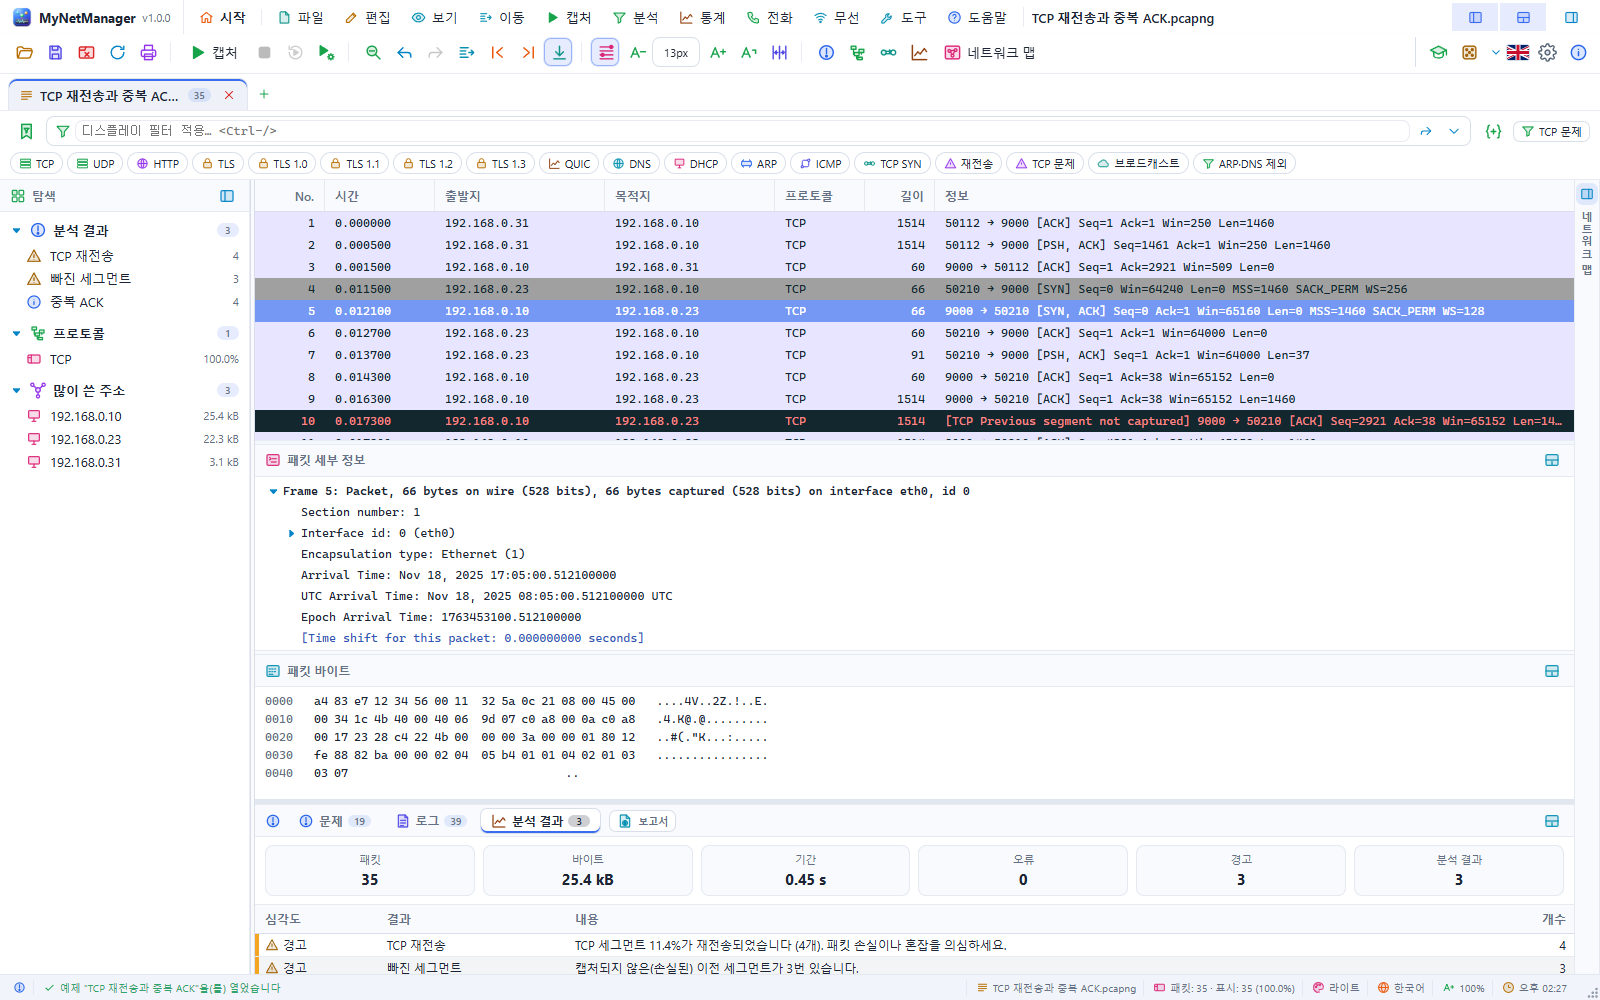 MyNetManager v1.0.0 시작 파일 편집 보기 이동 캡처 분석 통계 전화 무선 도구 도움말 TCP 재전송과 중복 ACK.pcapng
캡처 A− 13px A+ 네트워크 맵
TCP 재전송과 중복 ACK... 35
디스플레이 필터 적용… <Ctrl-/> TCP 문제
TCP UDP HTTP TLS TLS 1.0 TLS 1.1 TLS 1.2 TLS 1.3 QUIC DNS DHCP ARP ICMP TCP SYN 재전송 TCP 문제 브로드캐스트 ARP·DNS 제외
탐색
분석 결과 3
TCP 재전송 4
빠진 세그먼트 3
중복 ACK 4
프로토콜 1
TCP 100.0%
많이 쓴 주소 3
192.168.0.10 25.4 kB
192.168.0.23 22.3 kB
192.168.0.31 3.1 kB
No. 시간 출발지 목적지 프로토콜 길이 정보
1 0.000000 192.168.0.31 192.168.0.10 TCP 1514 50112 → 9000 [ACK] Seq=1 Ack=1 Win=250 Len=1460
2 0.000500 192.168.0.31 192.168.0.10 TCP 1514 50112 → 9000 [PSH, ACK] Seq=1461 Ack=1 Win=250 Len=1460
3 0.001500 192.168.0.10 192.168.0.31 TCP 60 9000 → 50112 [ACK] Seq=1 Ack=2921 Win=509 Len=0
4 0.011500 192.168.0.23 192.168.0.10 TCP 66 50210 → 9000 [SYN] Seq=0 Win=64240 Len=0 MSS=1460 SACK_PERM WS=256
5 0.012100 192.168.0.10 192.168.0.23 TCP 66 9000 → 50210 [SYN, ACK] Seq=0 Ack=1 Win=65160 Len=0 MSS=1460 SACK_PERM WS=128
6 0.012700 192.168.0.23 192.168.0.10 TCP 60 50210 → 9000 [ACK] Seq=1 Ack=1 Win=64000 Len=0
7 0.013700 192.168.0.23 192.168.0.10 TCP 91 50210 → 9000 [PSH, ACK] Seq=1 Ack=1 Win=64000 Len=37
8 0.014300 192.168.0.10 192.168.0.23 TCP 60 9000 → 50210 [ACK] Seq=1 Ack=38 Win=65152 Len=0
9 0.016300 192.168.0.10 192.168.0.23 TCP 1514 9000 → 50210 [ACK] Seq=1 Ack=38 Win=65152 Len=1460
10 0.017300 192.168.0.10 192.168.0.23 TCP 1514 [TCP Previous segment not captured] 9000 → 50210 [ACK] Seq=2921 Ack=38 Win=65152 Len=14…
네트워크 맵
패킷 세부 정보
Frame 5: Packet, 66 bytes on wire (528 bits), 66 bytes captured (528 bits) on interface eth0, id 0
Section number: 1
Interface id: 0 (eth0)
Encapsulation type: Ethernet (1)
Arrival Time: Nov 18, 2025 17:05:00.512100000
UTC Arrival Time: Nov 18, 2025 08:05:00.512100000 UTC
Epoch Arrival Time: 1763453100.512100000
[Time shift for this packet: 0.000000000 seconds]
패킷 바이트
0000 a4 83 e7 12 34 56 00 11 32 5a 0c 21 08 00 45 00 ....4V..2Z.!..E.
0010 00 34 1c 4b 40 00 40 06 9d 07 c0 a8 00 0a c0 a8 .4.K@.@.........
0020 00 17 23 28 c4 22 4b 00 00 00 3a 00 00 01 80 12 ..#(."K...:.....
0030 fe 88 82 ba 00 00 02 04 05 b4 01 01 04 02 01 03 ................
0040 03 07 ..
문제 19 로그 39 분석 결과 3 보고서
패킷 바이트 기간 오류 경고 분석 결과
35 25.4 kB 0.45 s 0 3 3
심각도 결과 내용 개수
경고 TCP 재전송 TCP 세그먼트 11.4%가 재전송되었습니다 (4개). 패킷 손실이나 혼잡을 의심하세요. 4
경고 빠진 세그먼트 캡처되지 않은(손실된) 이전 세그먼트가 3번 있습니다. 3
예제 "TCP 재전송과 중복 ACK"을(를) 열었습니다 TCP 재전송과 중복 ACK.pcapng 패킷: 35 · 표시: 35 (100.0%) 라이트 한국어 100% 오후 02:27